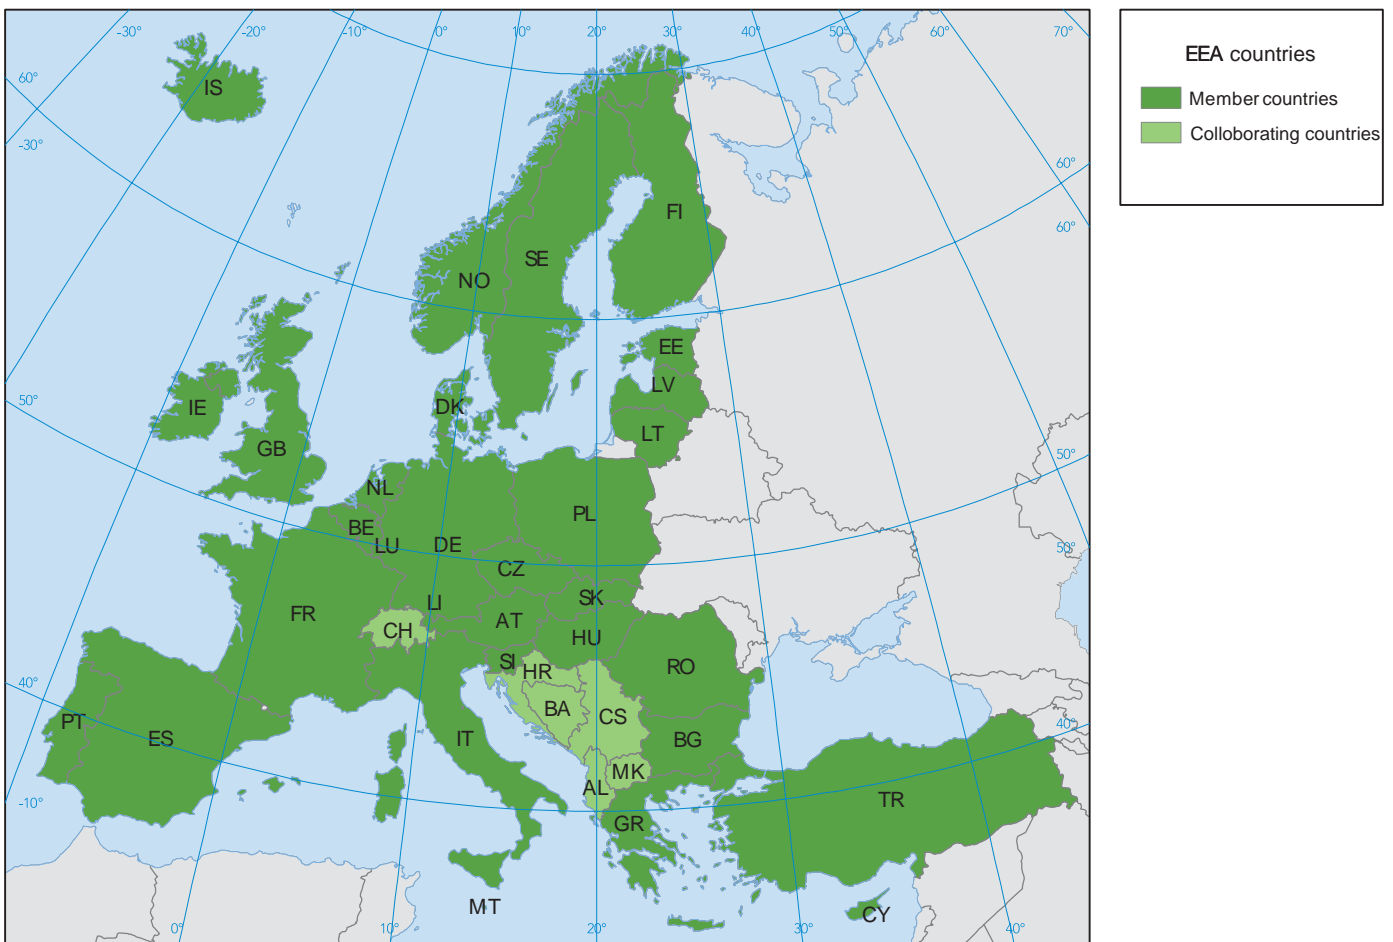 -30°
-20°
-10°
0°
10°
20°
30°
40°
50°
60°
70°
EEA countries
Member countries
Colloborating countries
60°
IS
-30°
60°
FI
60°
SE
NO
EE
LV
50°
IE
DK
LT
GB
50°
NL
PL
BE
LU
DE
50°
CZ
SK
LI
FR
AT
CH
HU
SI
RO
HR
40°
BA
CS
PT
ES
IT
BG
40°
MK
AL
-10°
TR
GR
MT
CY
0°
10°
20°
30°
40°